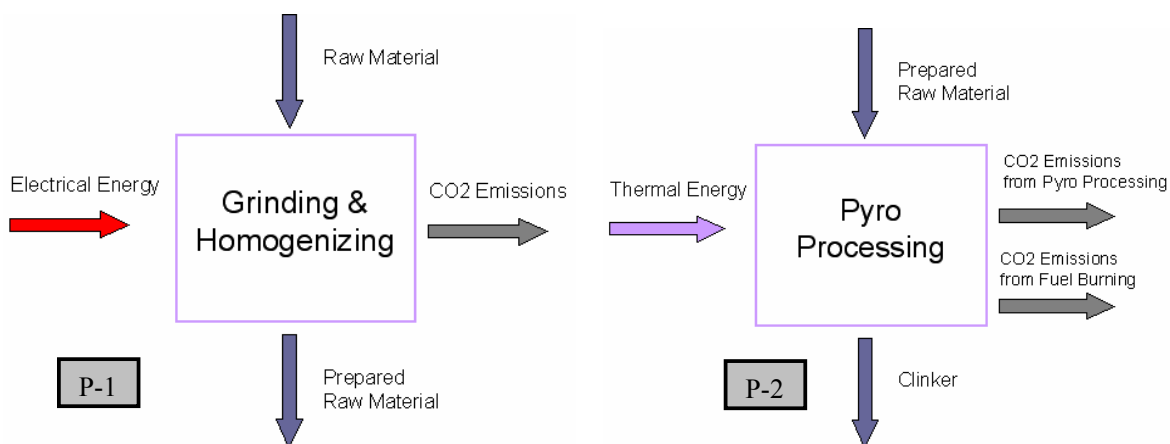 Raw Material
Electrical Energy
Grinding &
Homogenizing
CO2 Emissions
P-1
Prepared
Raw Material
Prepared
Raw Material
Thermal Energy
Pyro
Processing
CO2 Emissions
from Pyro Processing
CO2 Emissions
from Fuel Burning
P-2
Clinker